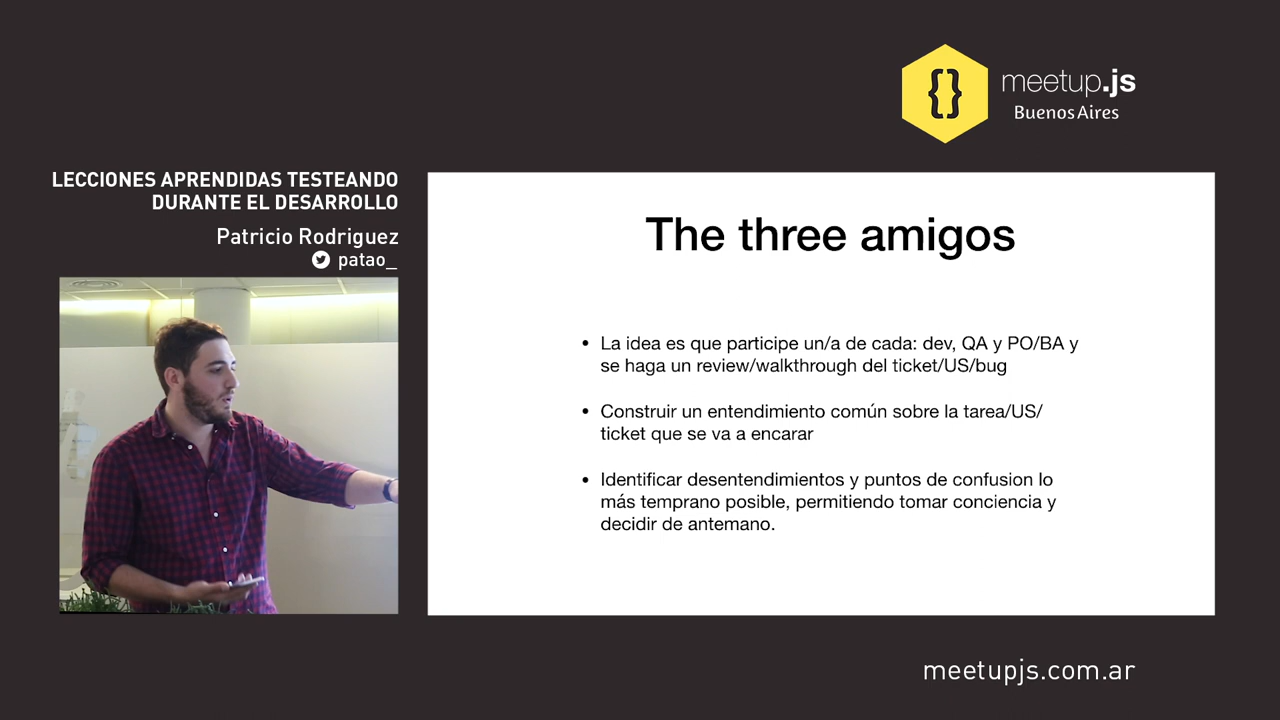 {}
meetup.js
Buenos Aires
LECCIONES APRENDIDAS TESTEANDO
DURANTE EL DESARROLLO
Patricio Rodriguez
patao_
The three amigos
• La idea es que participe un/a de cada: dev, QA y PO/BA y
se haga un review/walkthrough del ticket/US/bug
• Construir un entendimiento común sobre la tarea/US/
ticket que se va a encarar
• Identificar desentendimientos y puntos de confusion lo
más temprano posible, permitiendo tomar conciencia y
decidir de antemano.
meetupjs.com.ar